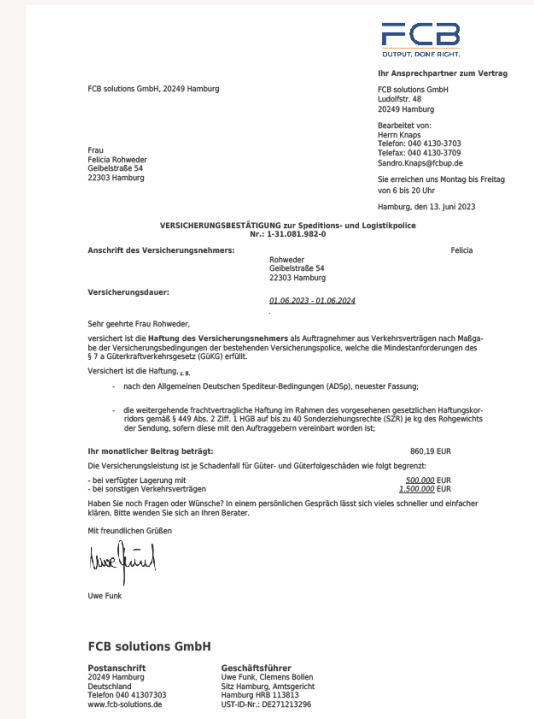 FCB
OUTPUT. DONE RIGHT.
Ihr Ansprechpartner zum Vertrag
FCB solutions GmbH, 20249 Hamburg
FCB solutions GmbH
Ludolfstr. 48
20249 Hamburg
Bearbeitet von:
Herrn Knaps
Telefon: 040 4130-3703
Telefax: 040 4130-3709
Sandro.Knaps@fcbup.de
Frau
Felicia Rohweder
Geibelstraße 54
22303 Hamburg
Sie erreichen uns Montag bis Freitag
von 6 bis 20 Uhr
Hamburg, den 13. Juni 2023
VERSICHERUNGSBESTÄTIGUNG zur Speditions- und Logistikpolice
Nr.: 1-31.081.982-0
Anschrift des Versicherungsnehmers: Felicia
Rohweder
Geibelstraße 54
22303 Hamburg
Versicherungsdauer:
01.06.2023 - 01.06.2024
.
Sehr geehrte Frau Rohweder,
versichert ist die Haftung des Versicherungsnehmers als Auftragnehmer aus Verkehrsverträgen nach Maßga-
be der Versicherungsbedingungen der bestehenden Versicherungspolice, welche die Mindestanforderungen des
§ 7 a Güterkraftverkehrsgesetz (GüKG) erfüllt.
Versichert ist die Haftung, z. B.
- nach den Allgemeinen Deutschen Spediteur-Bedingungen (ADSp), neuester Fassung;
- die weitergehende frachtvertragliche Haftung im Rahmen des vorgesehenen gesetzlichen Haftungskor-
ridors gemäß § 449 Abs. 2 Ziff. 1 HGB auf bis zu 40 Sonderziehungsrechte (SZR) je kg des Rohgewichts
der Sendung, sofern diese mit den Auftraggebern vereinbart worden ist;
Ihr monatlicher Beitrag beträgt: 860,19 EUR
Die Versicherungsleistung ist je Schadenfall für Güter- und Güterfolgeschäden wie folgt begrenzt:
- bei verfügter Lagerung mit 500.000 EUR
- bei sonstigen Verkehrsverträgen 1.500.000 EUR
Haben Sie noch Fragen oder Wünsche? In einem persönlichen Gespräch lässt sich vieles schneller und einfacher
klären. Bitte wenden Sie sich an Ihren Berater.
Mit freundlichen Grüßen
Uwe Funk
Uwe Funk
FCB solutions GmbH
Postanschrift
20249 Hamburg
Deutschland
Telefon 040 41307303
www.fcb-solutions.de
Geschäftsführer
Uwe Funk, Clemens Bollen
Sitz Hamburg, Amtsgericht
Hamburg HRB 113813
UST-ID-Nr.: DE271213296